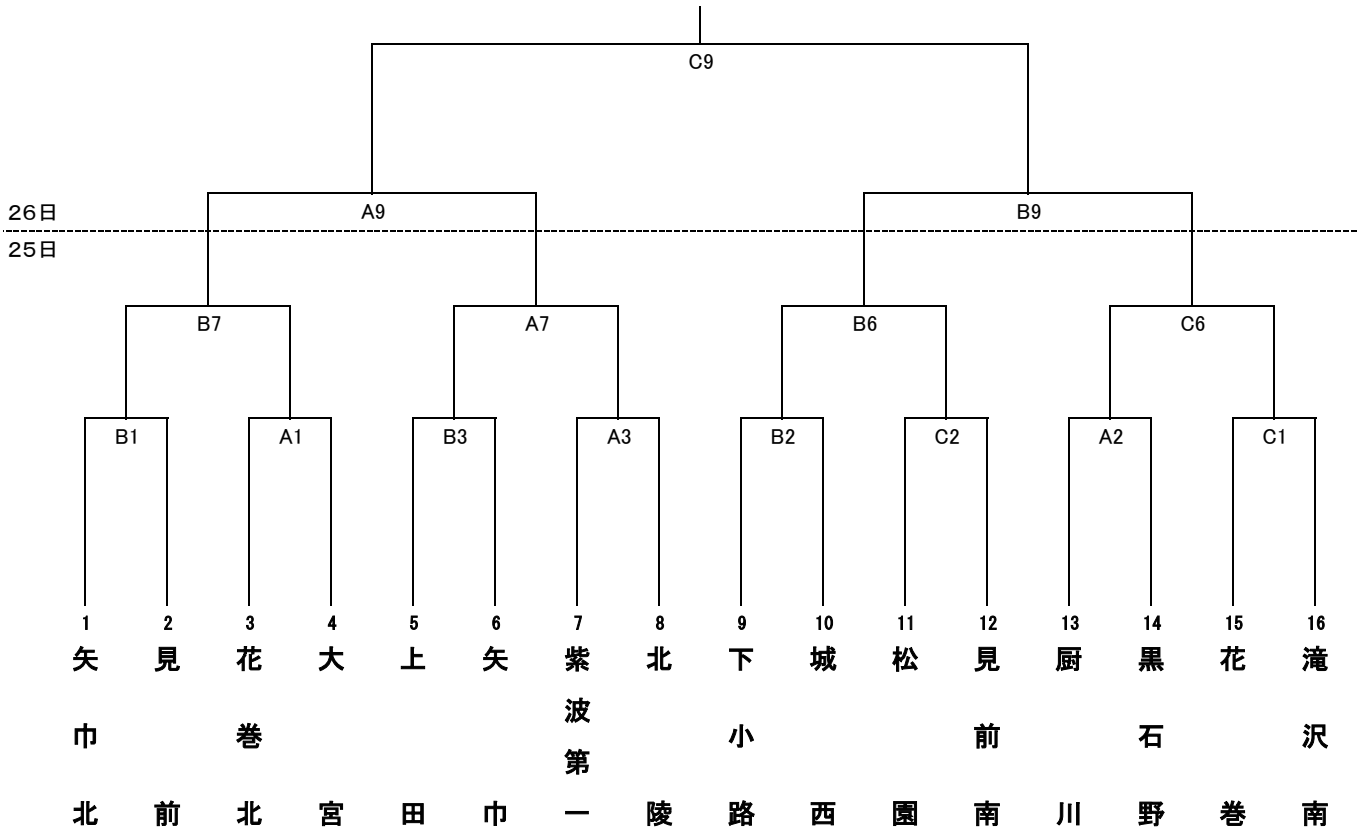 C9
26日
A9
B9
25日
B7
A7
B6
C6
B1
A1
B3
A3
B2
C2
A2
C1
1
2
3
4
5
6
7
8
9
10
11
12
13
14
15
16
矢巾北
見前
花巻北
大宮
上田
矢巾
紫波第一
北陵
下小路
城西
松園
見前南
厨川
黒石野
花巻
滝沢南